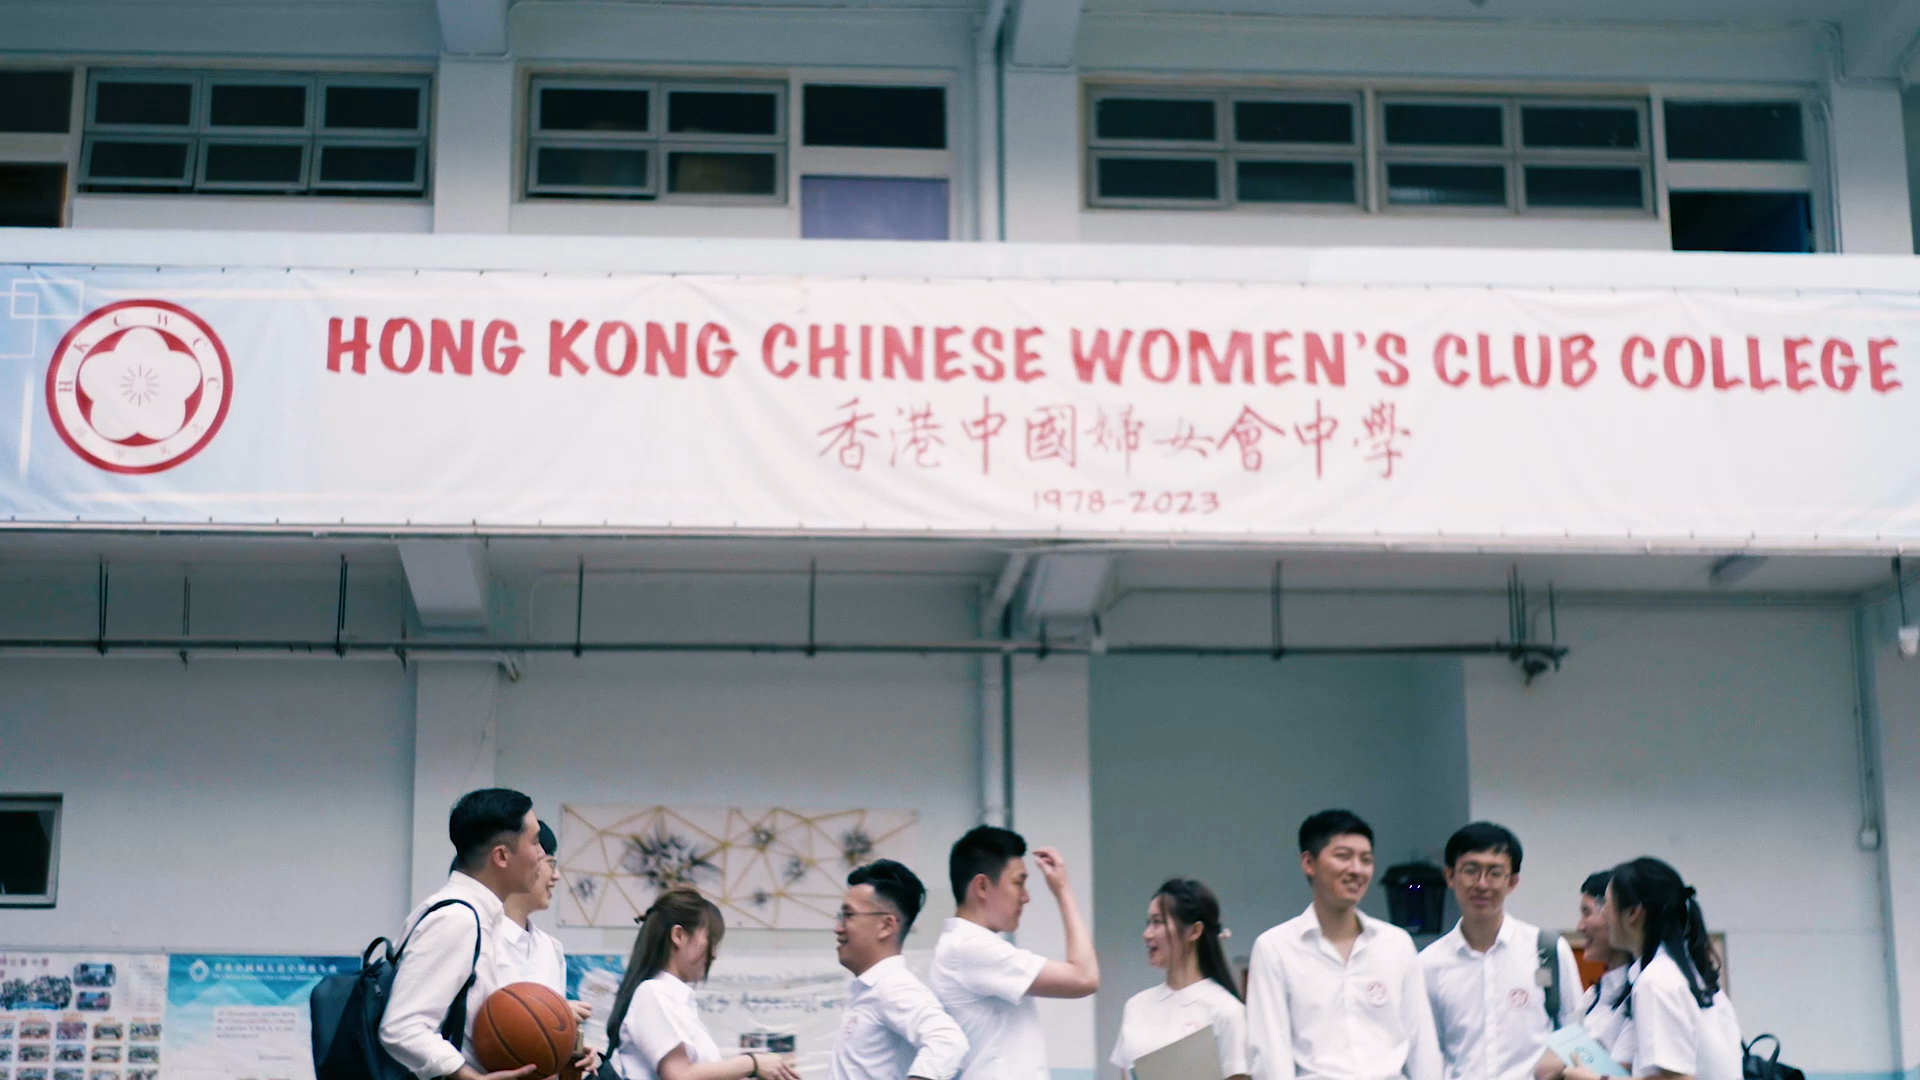 HONG KONG CHINESE WOMEN'S CLUB COLLEGE
香港中國婦女會中學
1978-2023
H K C W C C